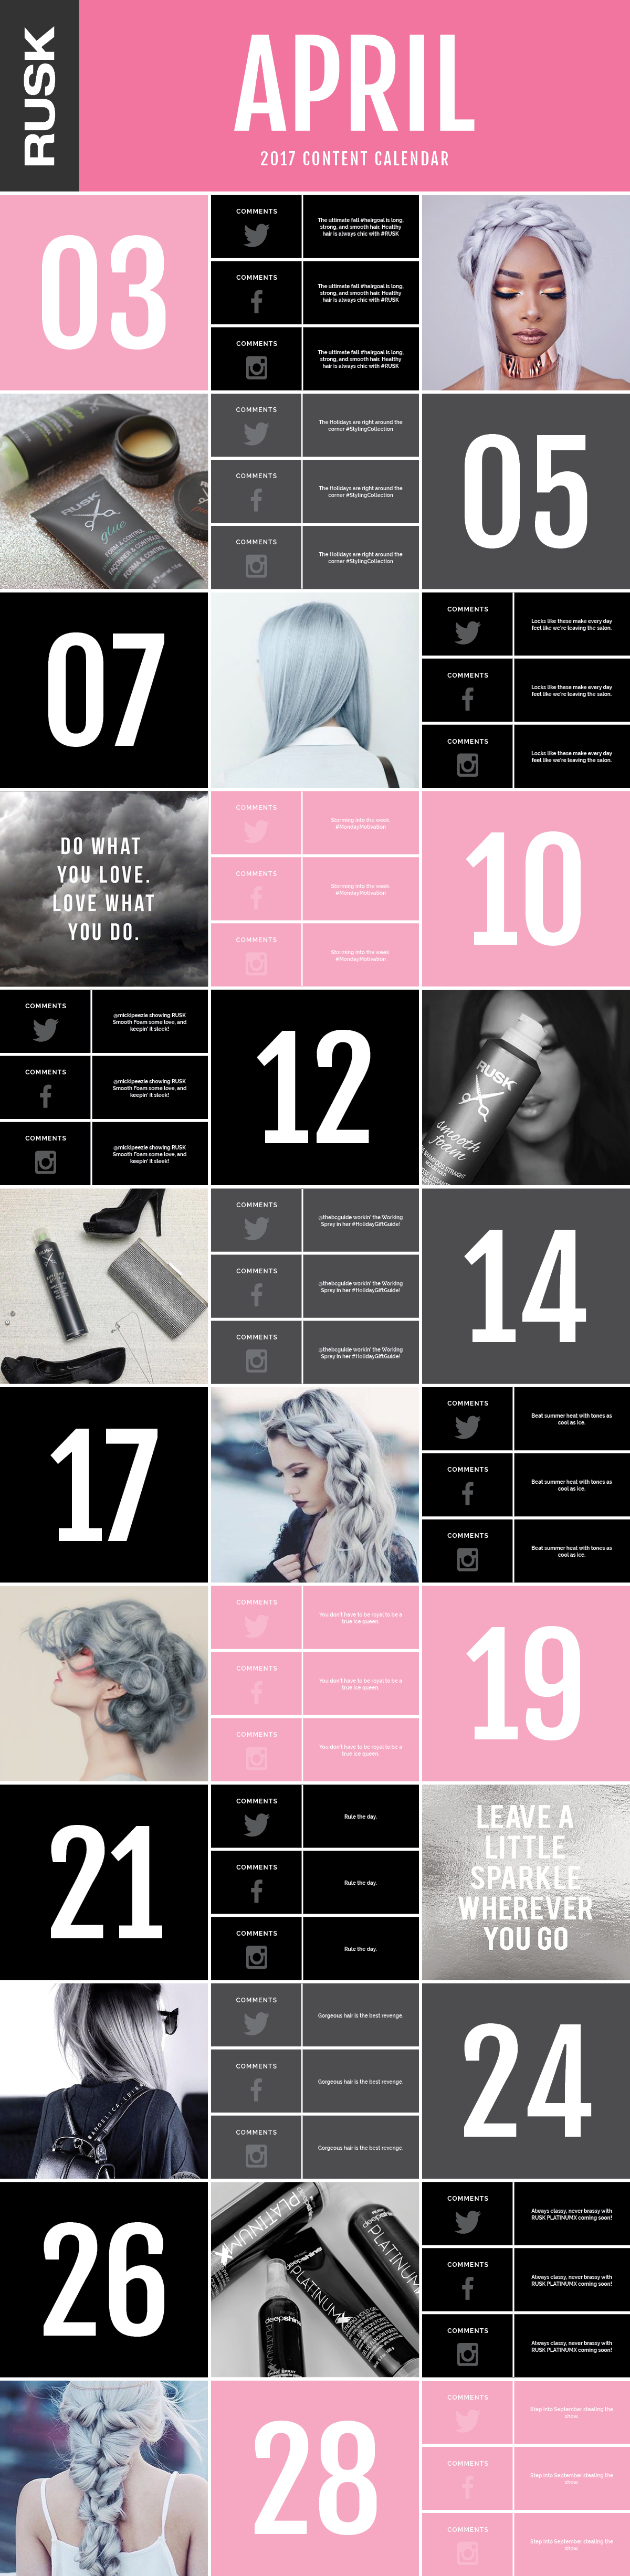 RUSK
APRIL
2017 CONTENT CALENDAR
03
COMMENTS
The ultimate fall #hairgoal is long,
strong, and smooth hair. Healthy
hair is always chic with #RUSK
COMMENTS
The ultimate fall #hairgoal is long,
strong, and smooth hair. Healthy
hair is always chic with #RUSK
COMMENTS
The ultimate fall #hairgoal is long,
strong, and smooth hair. Healthy
hair is always chic with #RUSK
RUSK
glue
FORM & CONTROL
COMMENTS
The Holidays are right around the
corner #StylingCollection
COMMENTS
The Holidays are right around the
corner #StylingCollection
COMMENTS
The Holidays are right around the
corner #StylingCollection
05
07
COMMENTS
Locks like these make every day
feel like we're leaving the salon.
COMMENTS
Locks like these make every day
feel like we're leaving the salon.
COMMENTS
Locks like these make every day
feel like we're leaving the salon.
DO WHAT
YOU LOVE.
LOVE WHAT
YOU DO.
COMMENTS
Storming into the week.
#MondayMotivation
COMMENTS
Storming into the week.
#MondayMotivation
COMMENTS
Storming into the week.
#MondayMotivation
10
COMMENTS
@mickipeezie showing RUSK
Smooth Foam some love, and
keepin' it sleek!
COMMENTS
@mickipeezie showing RUSK
Smooth Foam some love, and
keepin' it sleek!
COMMENTS
@mickipeezie showing RUSK
Smooth Foam some love, and
keepin' it sleek!
12
RUSK
smooth
foam
RUSK
COMMENTS
@thebcguide workin' the Working
Spray in her #HolidayGiftGuide!
COMMENTS
@thebcguide workin' the Working
Spray in her #HolidayGiftGuide!
COMMENTS
@thebcguide workin' the Working
Spray in her #HolidayGiftGuide!
14
17
COMMENTS
Beat summer heat with tones as
cool as ice.
COMMENTS
Beat summer heat with tones as
cool as ice.
COMMENTS
Beat summer heat with tones as
cool as ice.
COMMENTS
You don't have to be royal to be a
true ice queen.
COMMENTS
You don't have to be royal to be a
true ice queen.
COMMENTS
You don't have to be royal to be a
true ice queen.
19
21
COMMENTS
Rule the day.
COMMENTS
Rule the day.
COMMENTS
Rule the day.
LEAVE A
LITTLE
SPARKLE
WHEREVER
YOU GO
COMMENTS
Gorgeous hair is the best revenge.
COMMENTS
Gorgeous hair is the best revenge.
COMMENTS
Gorgeous hair is the best revenge.
24
26
PLATINUMX
deepshine
PLATINUMX
deepshine
PLATINUM
deepshine
PLATINUM
COMMENTS
Always classy, never brassy with
RUSK PLATINUMX coming soon!
COMMENTS
Always classy, never brassy with
RUSK PLATINUMX coming soon!
COMMENTS
Always classy, never brassy with
RUSK PLATINUMX coming soon!
28
COMMENTS
Step into September stealing the
show.
COMMENTS
Step into September stealing the
show.
COMMENTS
Step into September stealing the
show.